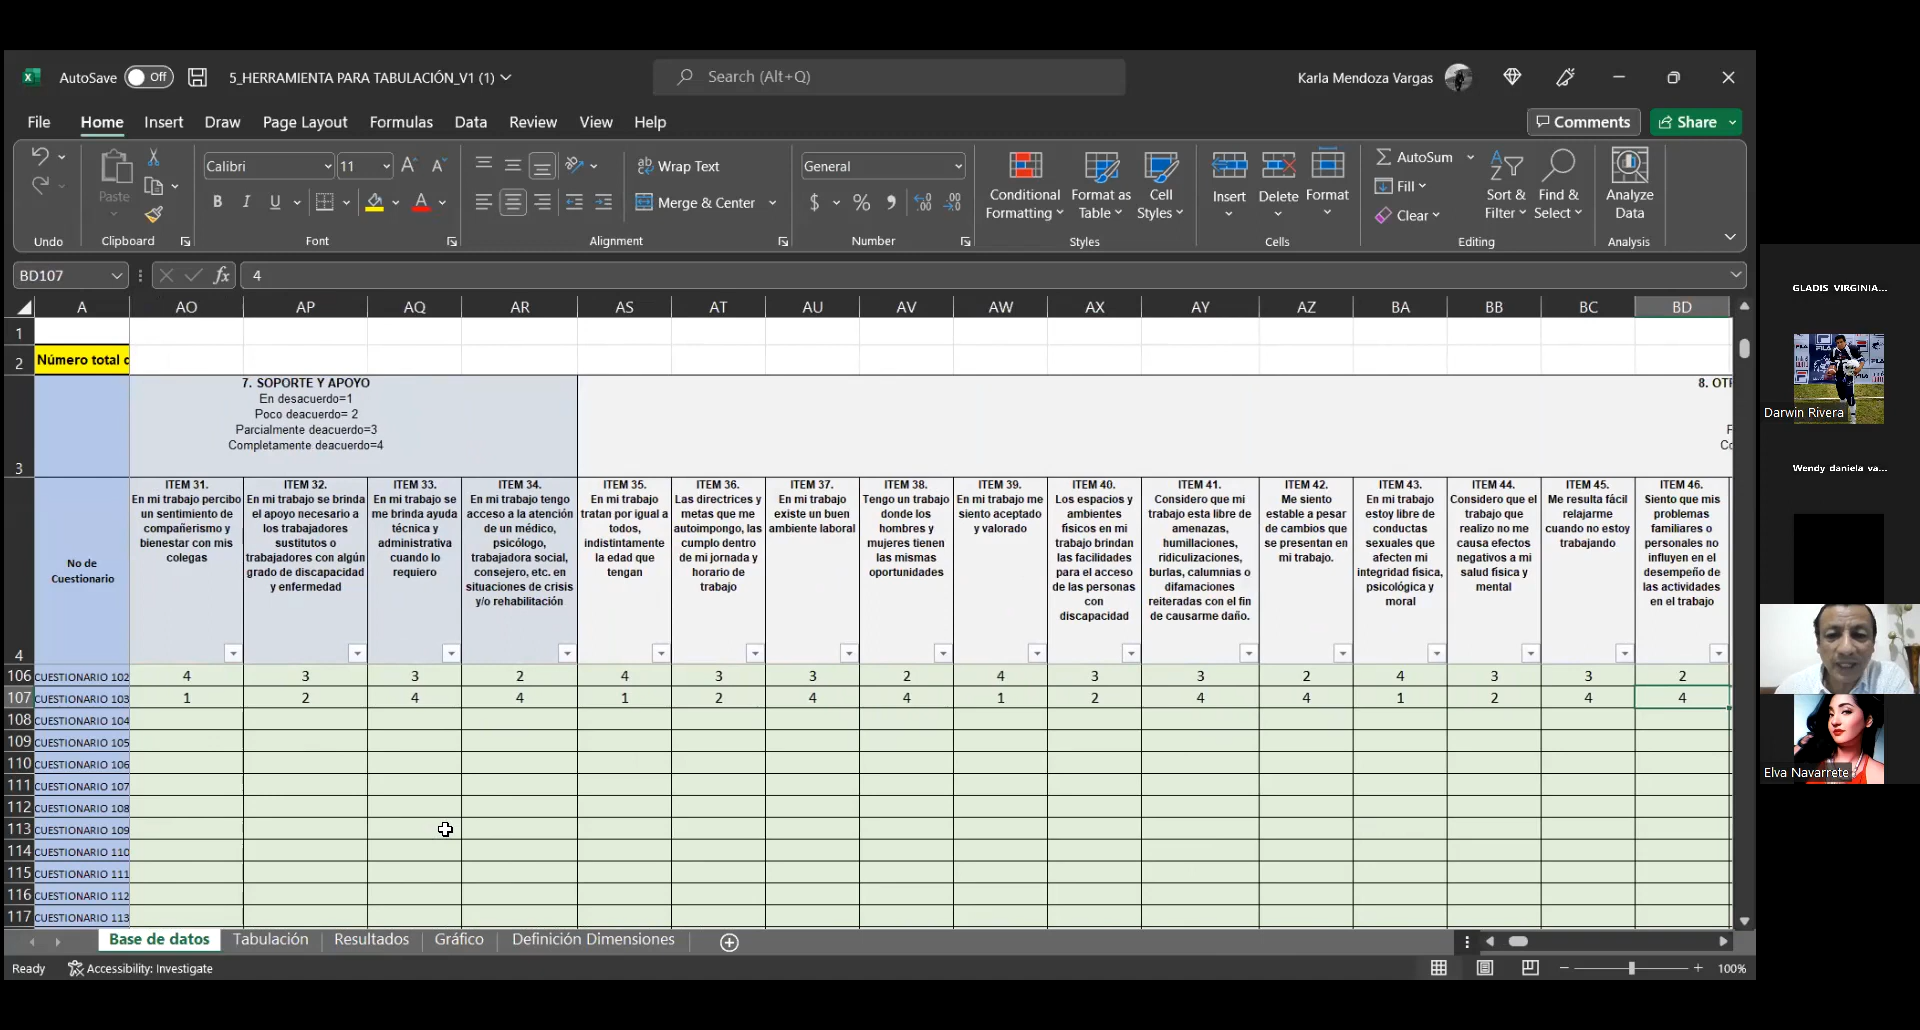 AutoSave Off 5_HERRAMIENTA PARA TABULACIÓN_V1 (1) Search (Alt+Q) Karla Mendoza Vargas
File Home Insert Draw Page Layout Formulas Data Review View Help Comments Share
Calibri 11 Wrap Text General AutoSum
Paste Conditional Format as Cell Insert Delete Format Fill Sort & Find & Analyze
B I U Merge & Center $ % 9 Formatting Table Styles Clear Filter Select Data
Undo Clipboard Font Alignment Number Styles Cells Editing Analysis
BD107 fx 4
A AO AP AQ AR AS AT AU AV AW AX AY AZ BA BB BC BD
1
2 Número total
3
7. SOPORTE Y APOYO
En desacuerdo=1
Poco deacuerdo= 2
Parcialmente deacuerdo=3
Completamente deacuerdo=4
8.
4
No de
Cuestionario
ITEM 31.
En mi trabajo percibo
un sentimiento de
compañerismo y
bienestar con mis
colegas
ITEM 32.
En mi trabajo se brinda
el apoyo necesario a
los trabajadores
sustitutos o
trabajadores con algún
grado de discapacidad
y enfermedad
ITEM 33.
En mi trabajo se
me brinda ayuda
técnica y
administrativa
cuando lo
requiero
ITEM 34.
En mi trabajo tengo
acceso a la atención
de un médico,
psicólogo,
trabajadora social,
consejero, etc. en
situaciones de crisis
y/o rehabilitación
ITEM 35.
En mi trabajo
tratan por igual a
todos,
indistintamente
la edad que
tengan
ITEM 36.
Las directrices y
metas que me
autoimpongo, las
cumplo dentro
de mi jornada y
horario de
trabajo
ITEM 37.
En mi trabajo
existe un buen
ambiente laboral
ITEM 38.
Tengo un trabajo
donde los
hombres y
mujeres tienen
las mismas
oportunidades
ITEM 39.
En mi trabajo me
siento aceptado
y valorado
ITEM 40.
Los espacios y
ambientes
físicos en mi
trabajo brindan
las facilidades
para el acceso
de las personas
con
discapacidad
ITEM 41.
Considero que mi
trabajo esta libre de
amenazas,
humillaciones,
ridiculizaciones,
burlas, calumnias o
difamaciones
reiteradas con el fin
de causarme daño.
ITEM 42.
Me siento
estable a pesar
de cambios que
se presentan en
mi trabajo.
ITEM 43.
En mi trabajo
estoy libre de
conductas
sexuales que
afecten mi
integridad física,
psicológica y
moral
ITEM 44.
Considero que el
trabajo que
realizo no me
causa efectos
negativos a mi
salud física y
mental
ITEM 45.
Me resulta fácil
relajarme
cuando no estoy
trabajando
ITEM 46.
Siento que mis
problemas
familiares o
personales no
influyen en el
desempeño de
las actividades
en el trabajo
106 CUESTIONARIO 102 4 3 3 2 4 3 3 2 4 3 3 2 4 3 3 2
107 CUESTIONARIO 103 1 2 4 4 1 2 4 4 1 2 4 4 1 2 4 4
108 CUESTIONARIO 104
109 CUESTIONARIO 105
110 CUESTIONARIO 106
111 CUESTIONARIO 107
112 CUESTIONARIO 108
113 CUESTIONARIO 109
114 CUESTIONARIO 110
115 CUESTIONARIO 111
116 CUESTIONARIO 112
117 CUESTIONARIO 113
Base de datos Tabulación Resultados Gráfico Definición Dimensiones
Ready Accessibility: Investigate 100%
GLADIS VIRGINIA...
FILA
Darwin Rivera
Wendy daniela va...
Elva Navarrete